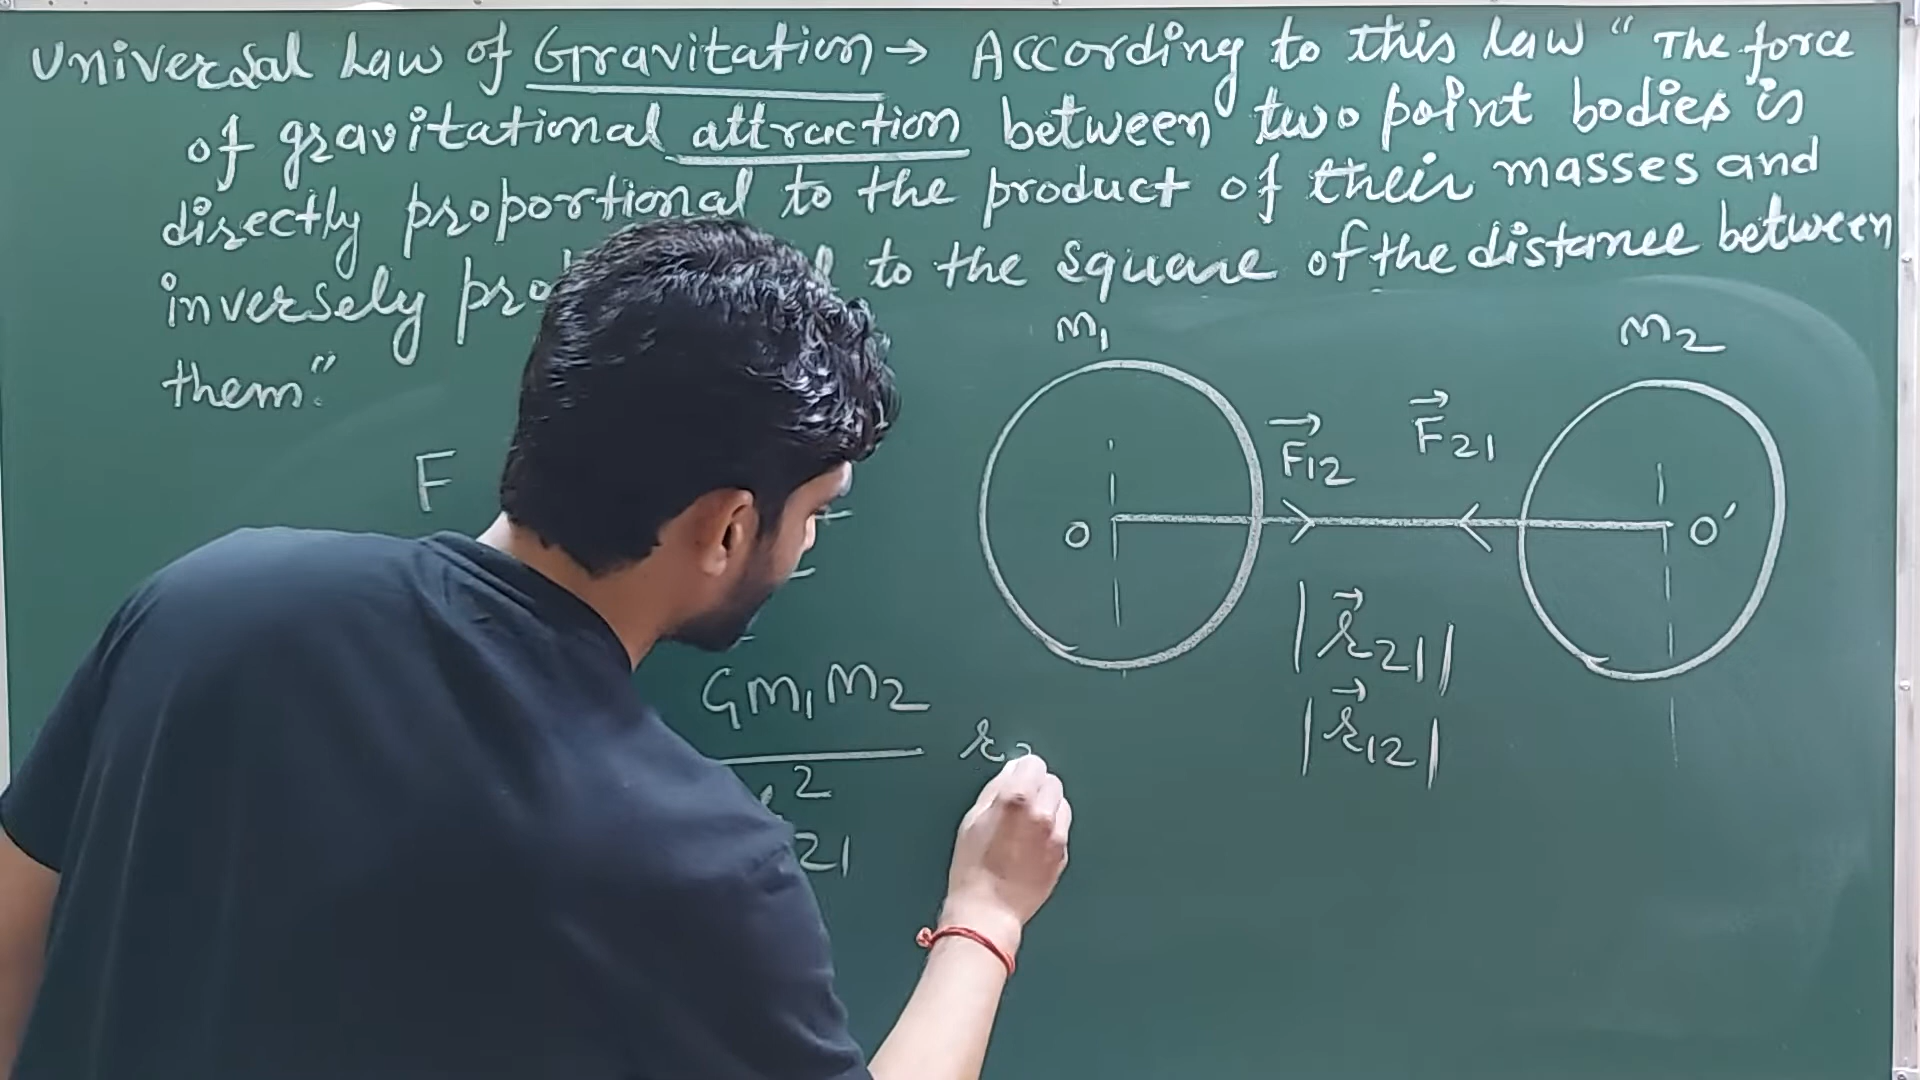 Universal Law of Gravitation → According to this law “The force
of gravitational attraction between two point bodies is
directly proportional to the product of their masses and
inversely to the square of the distance between
them”
M1 M2
F
F12 F21
O O′
|r21|
GM1M2
|r12|
r
2
21